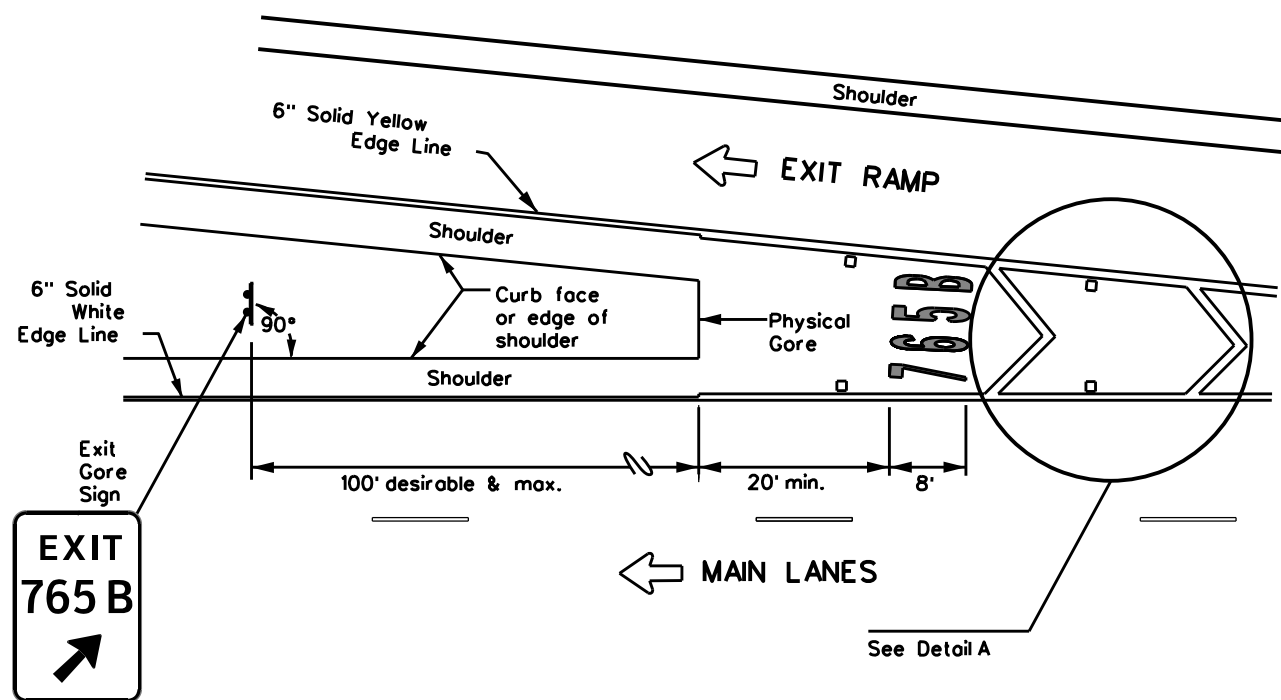 Shoulder
6" Solid Yellow
Edge Line
EXIT RAMP
Shoulder
6" Solid
White
Edge Line
90°
Curb face
or edge of
shoulder
Physical
Gore
765B
Shoulder
Exit
Gore
Sign
100' desirable & max.
20' min.
8'
EXIT
765 B
MAIN LANES
See Detail A